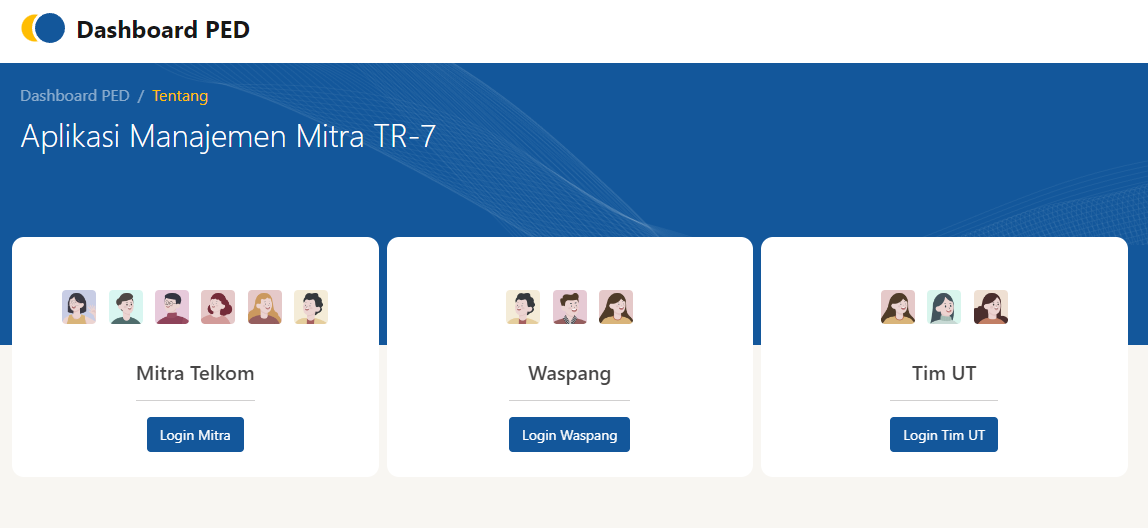 Dashboard PED
Dashboard PED / Tentang
Aplikasi Manajemen Mitra TR-7
Mitra Telkom
Login Mitra
Waspang
Login Waspang
Tim UT
Login Tim UT